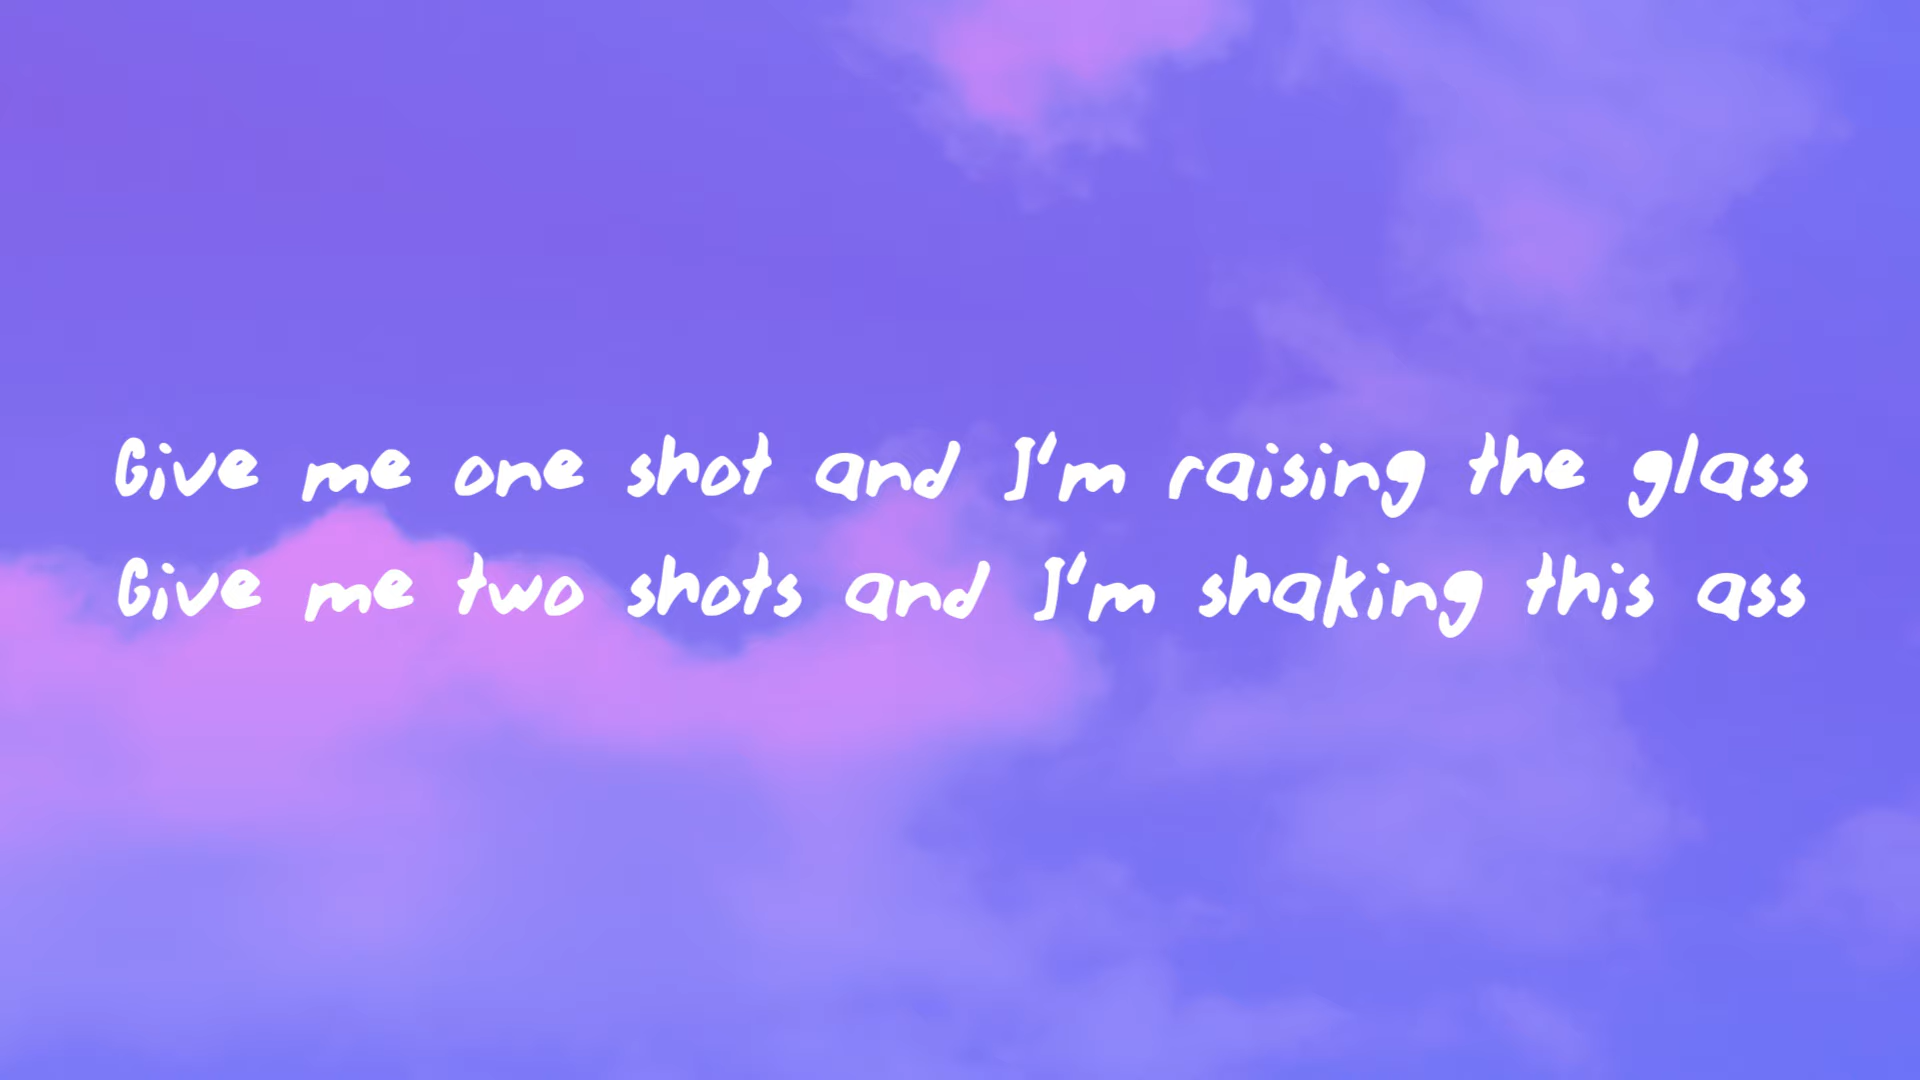 Give me one shot and I'm raising the glass
Give me two shots and I'm shaking this ass